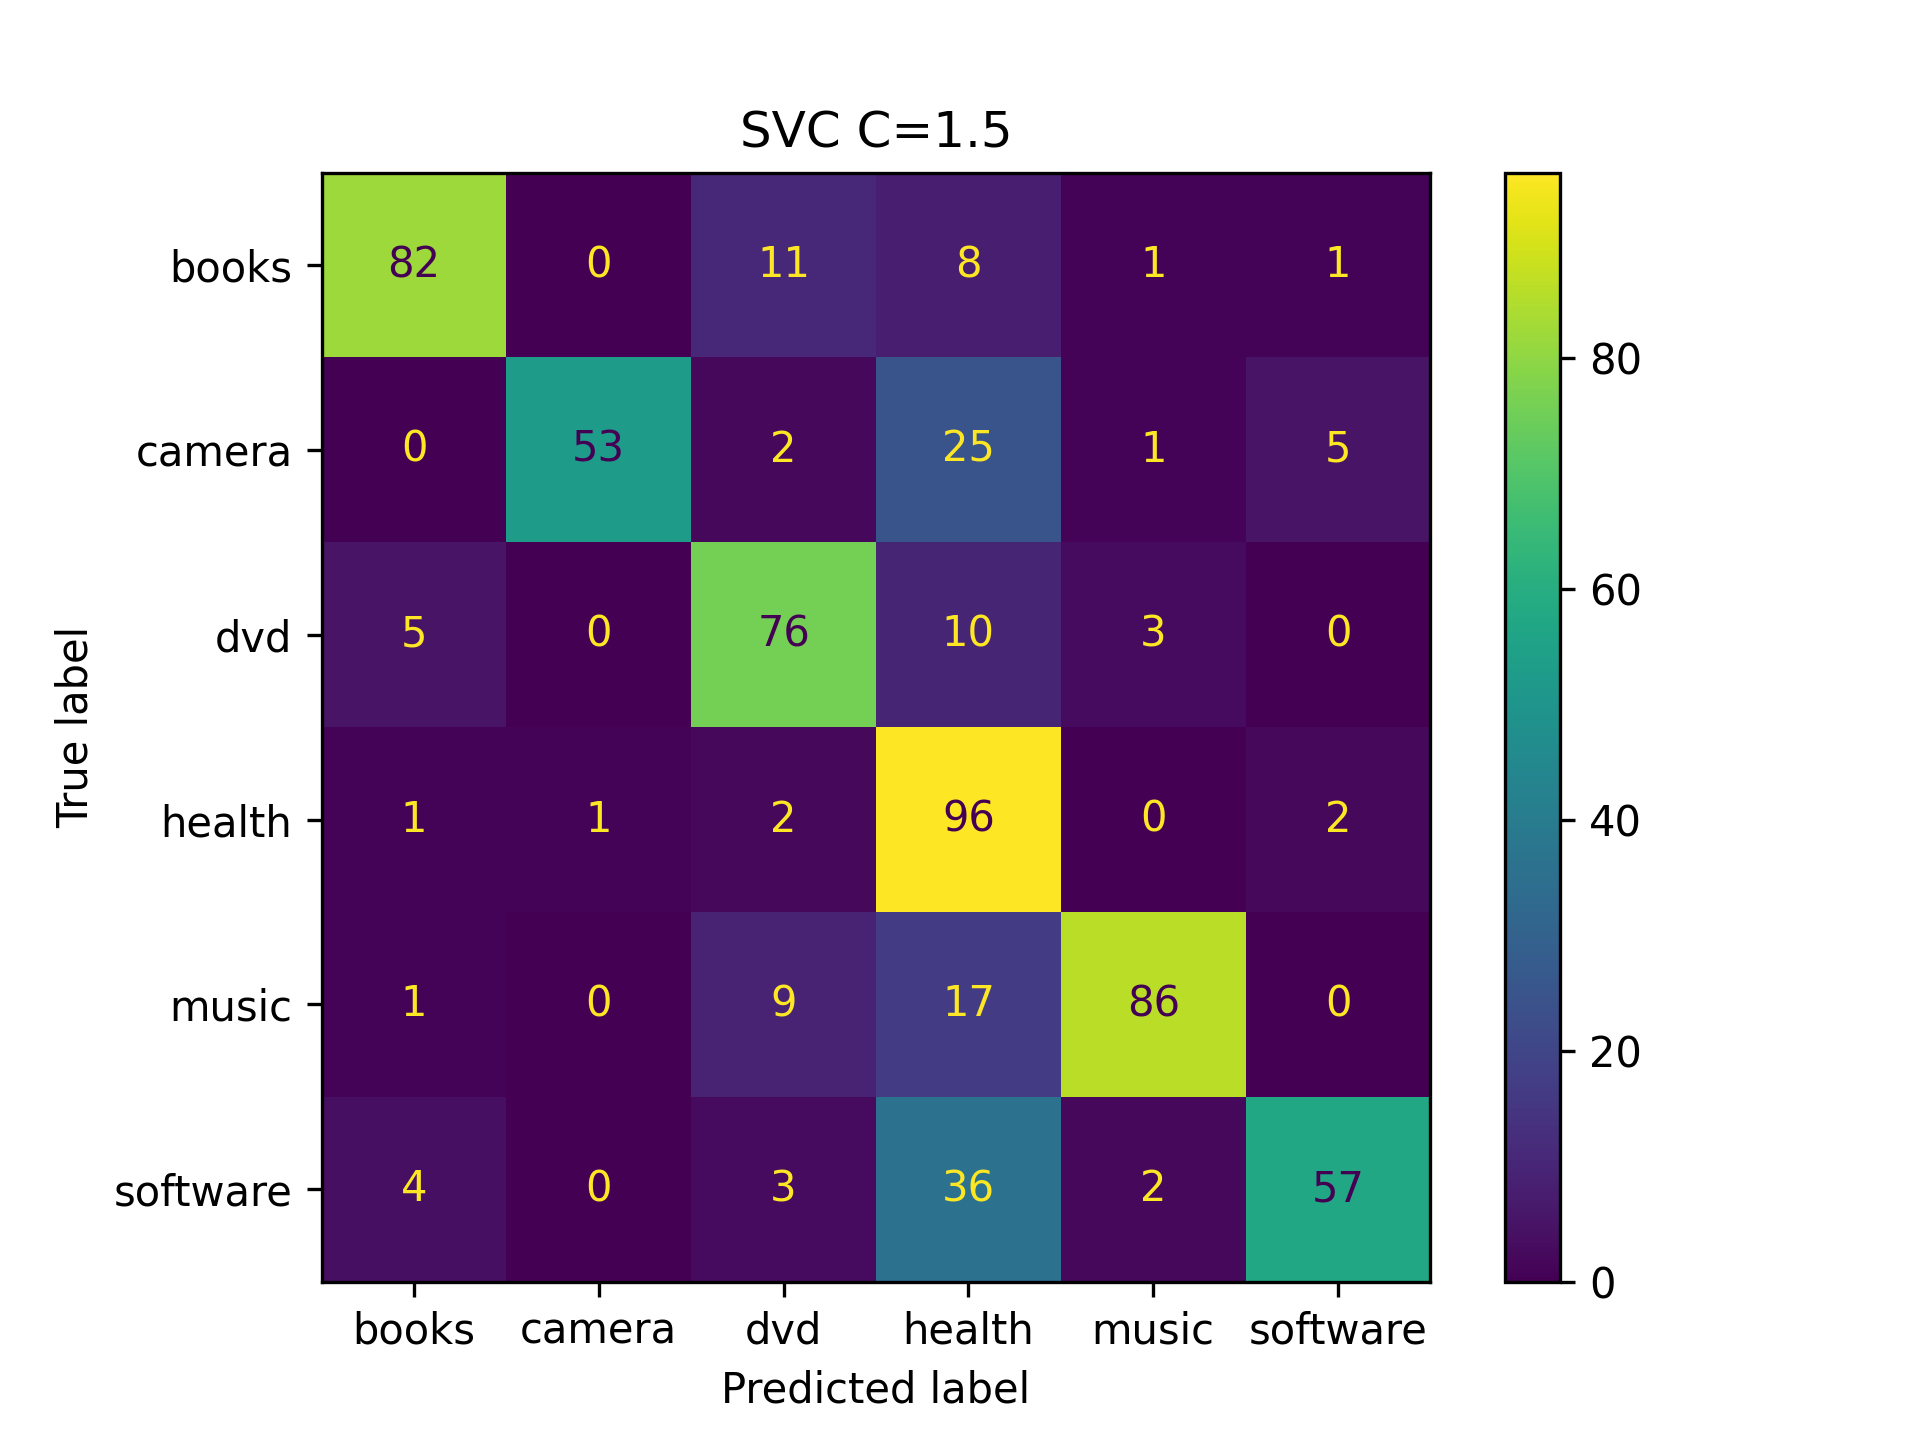 SVC C=1.5
books 82 0 11 8 1 1
camera 0 53 2 25 1 5
dvd 5 0 76 10 3 0
health 1 1 2 96 0 2
music 1 0 9 17 86 0
software 4 0 3 36 2 57
books camera dvd health music software
Predicted label
True label
80
60
40
20
0